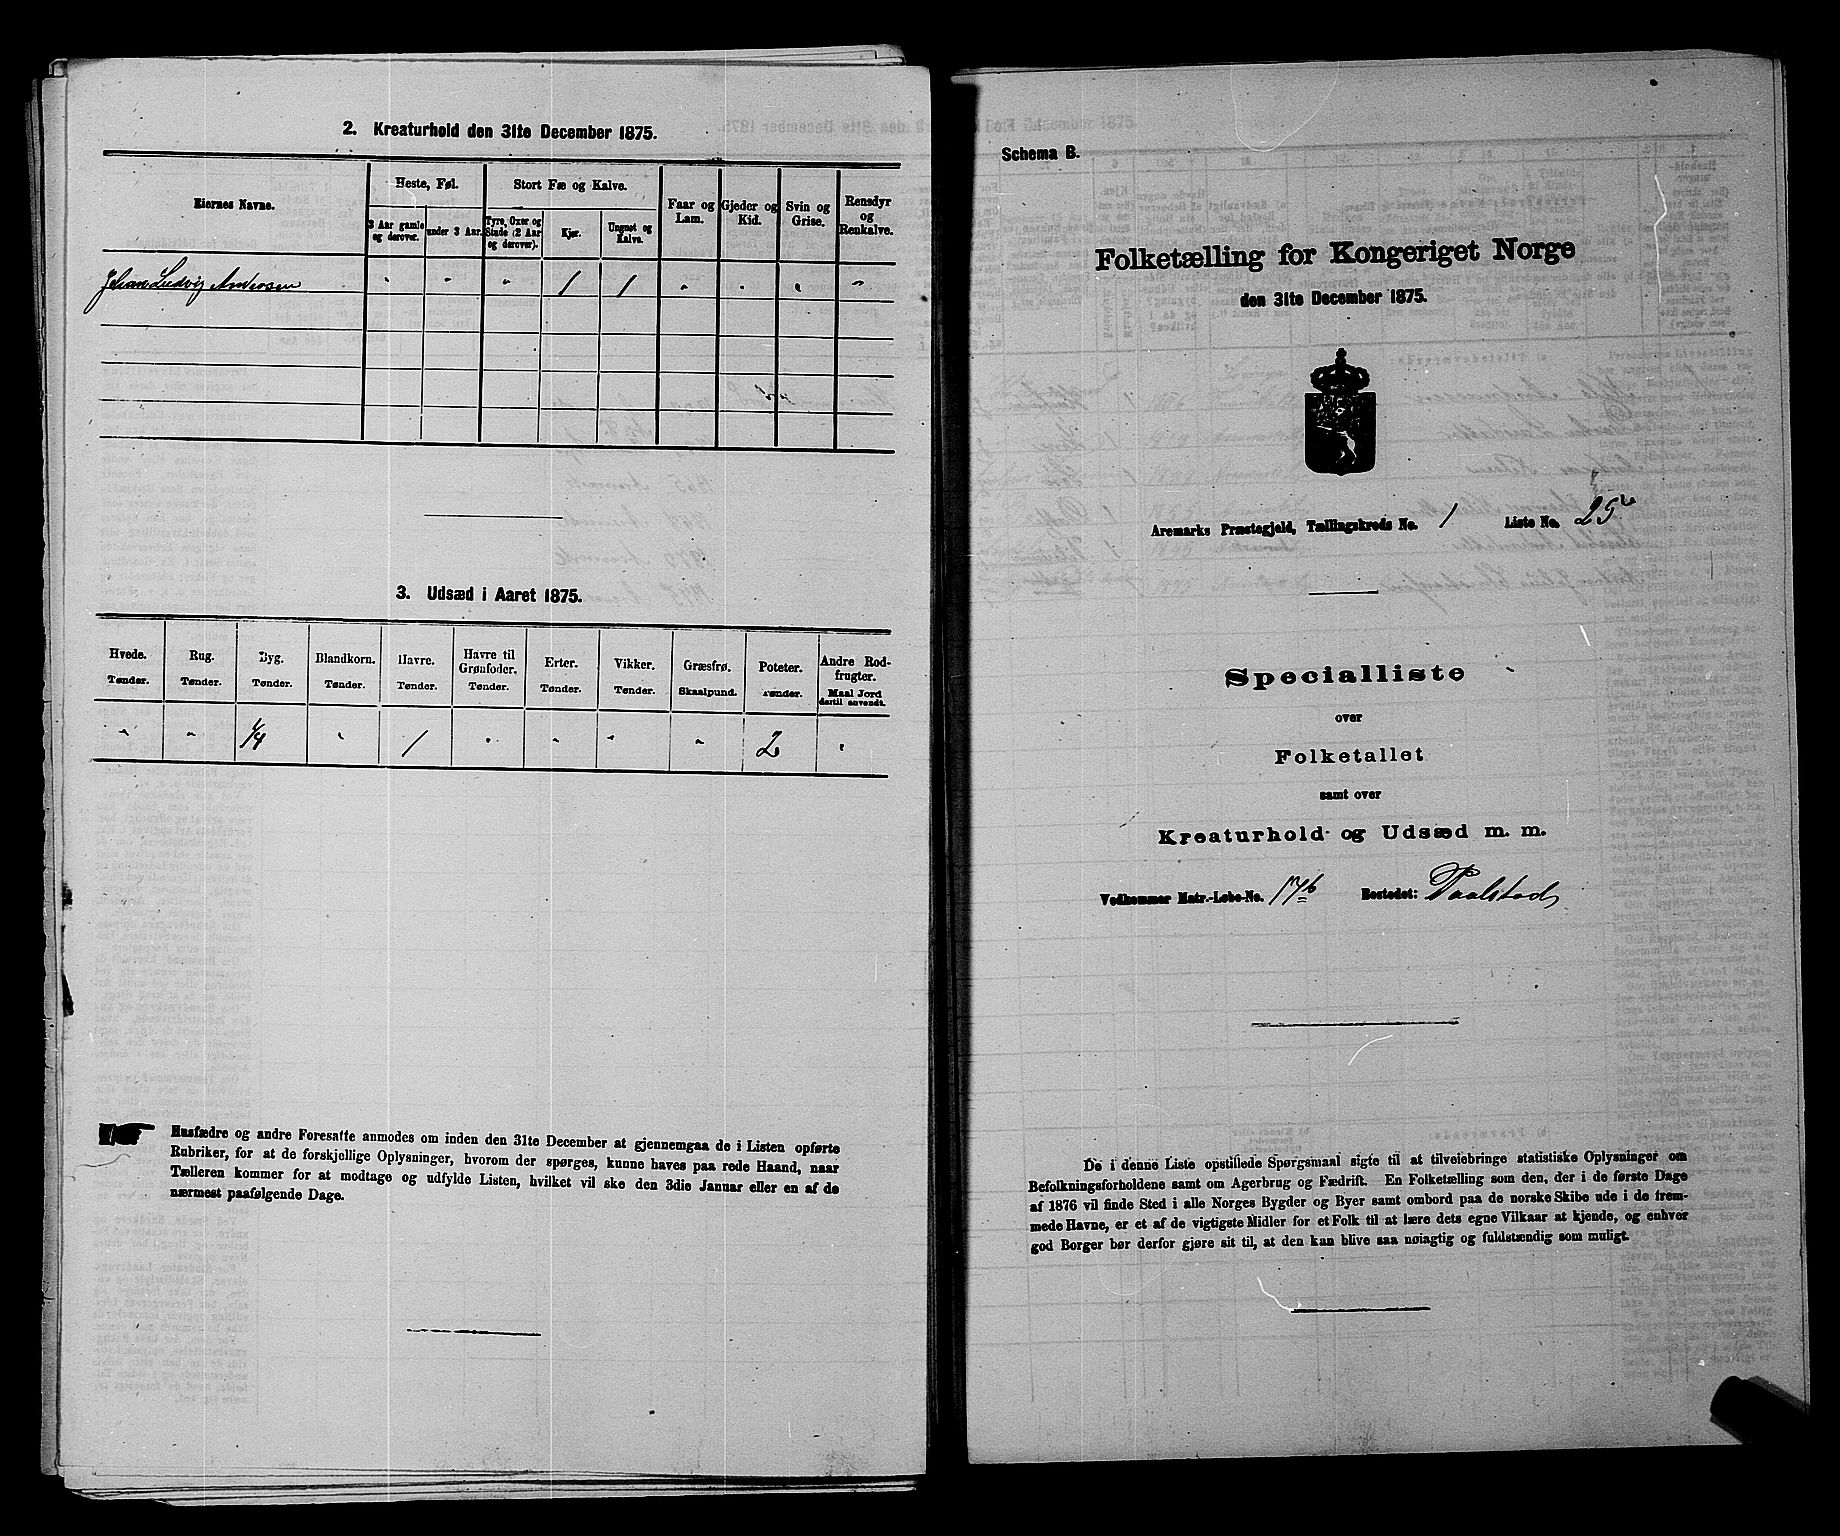 2. Kreaturhold den 31te December 1875.
Eiernes Navne.
Heste, Føl.
Stort Fæ og Kalve.
Faar og Lam.
Gjeder og Kid.
Svin og Grise.
Rensdyr og Renkalve.
3 Aar gamle og derover.
under 3 Aar.
Tyre, Oxer og Stude (2 Aar og derover).
Kjør.
Ungnøt og Kalve.
Johan Ludvig Andersen " " " 1 1 " " " "
3. Udsæd i Aaret 1875.
Hvede. Rug. Byg. Blandkorn. Havre. Havre til Grønfoder. Erter. Vikker. Græsfrø. Poteter. Andre Rodfrugter.
Tønder. Tønder. Tønder. Tønder. Tønder. Tønder. Tønder. Tønder. Skaalpund. Tønder. Maal Jord dertil anvendt.
" " 1/4 " 1 " " " " 2 "
Husfædre og andre Foresatte anmodes om inden den 31te December at gjennemgaa de i Listen opførte
Rubriker, for at de forskjellige Oplysninger, hvorom der spørges, kunne haves paa rede Haand, naar
Tælleren kommer for at modtage og udfylde Listen, hvilket vil ske den 3die Januar eller en af de
nærmest paafølgende Dage.
Schema B.
Folketælling for Kongeriget Norge
den 31te December 1875.
Aremarks Præstegjeld, Tællingskreds No. 1 Liste No. 25
Specialliste
over
Folketallet
samt over
Kreaturhold og Udsæd m. m.
Vedkommer Matr.-Løbe-No. 17b Bostedet: Paalstad
De i denne Liste opstillede Spørgsmaal sigte til at tilveiebringe statistiske Oplysninger om
Befolkningsforholdene samt om Agerbrug og Fædrift. En Folketælling som den, der i de første Dage
af 1876 vil finde Sted i alle Norges Bygder og Byer samt ombord paa de norske Skibe ude i de frem-
mede Havne, er et af de vigtigste Midler for et Folk til at lære dets egne Vilkaar at kjende, og enhver
god Borger bør derfor gjøre sit til, at den kan blive saa nøiagtig og fuldstændig som muligt.